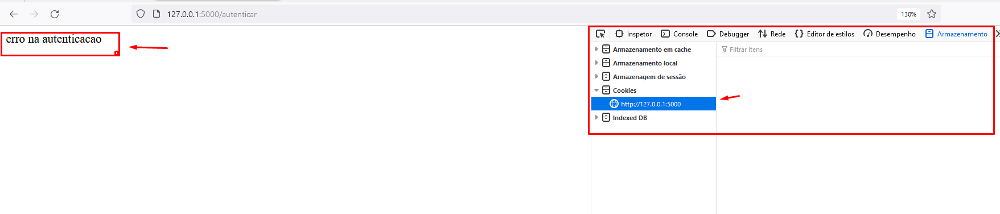 127.0.0.1:5000/autenticar
130%
erro na autenticacao
Inspetor Console Debugger Rede Editor de estilos Desempenho Armazenamento
Armazenamento em cache
Filtrar itens
Armazenamento local
Armazenagem de sessão
Cookies
http://127.0.0.1:5000
Indexed DB